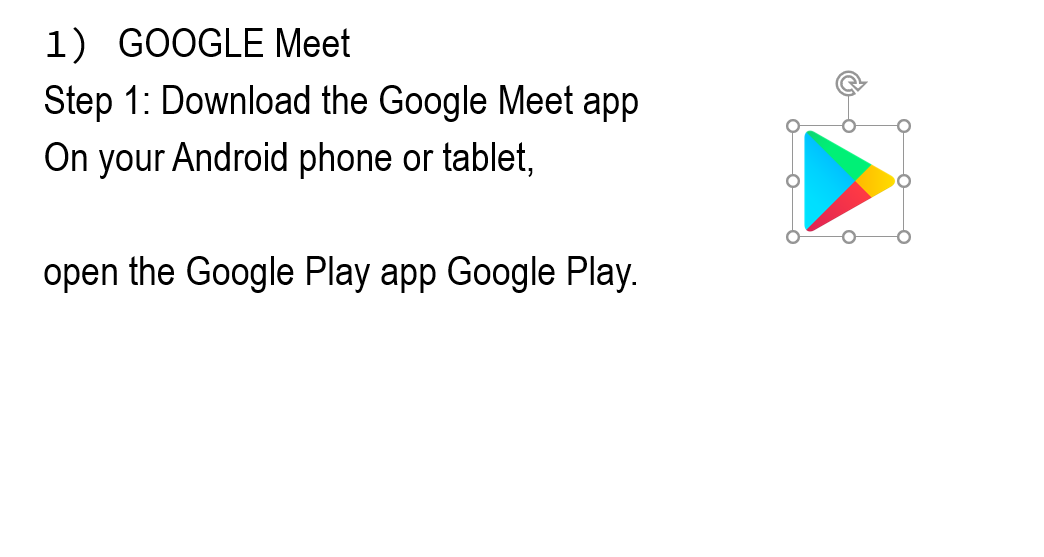 1) GOOGLE Meet
Step 1: Download the Google Meet app
On your Android phone or tablet,
open the Google Play app Google Play.